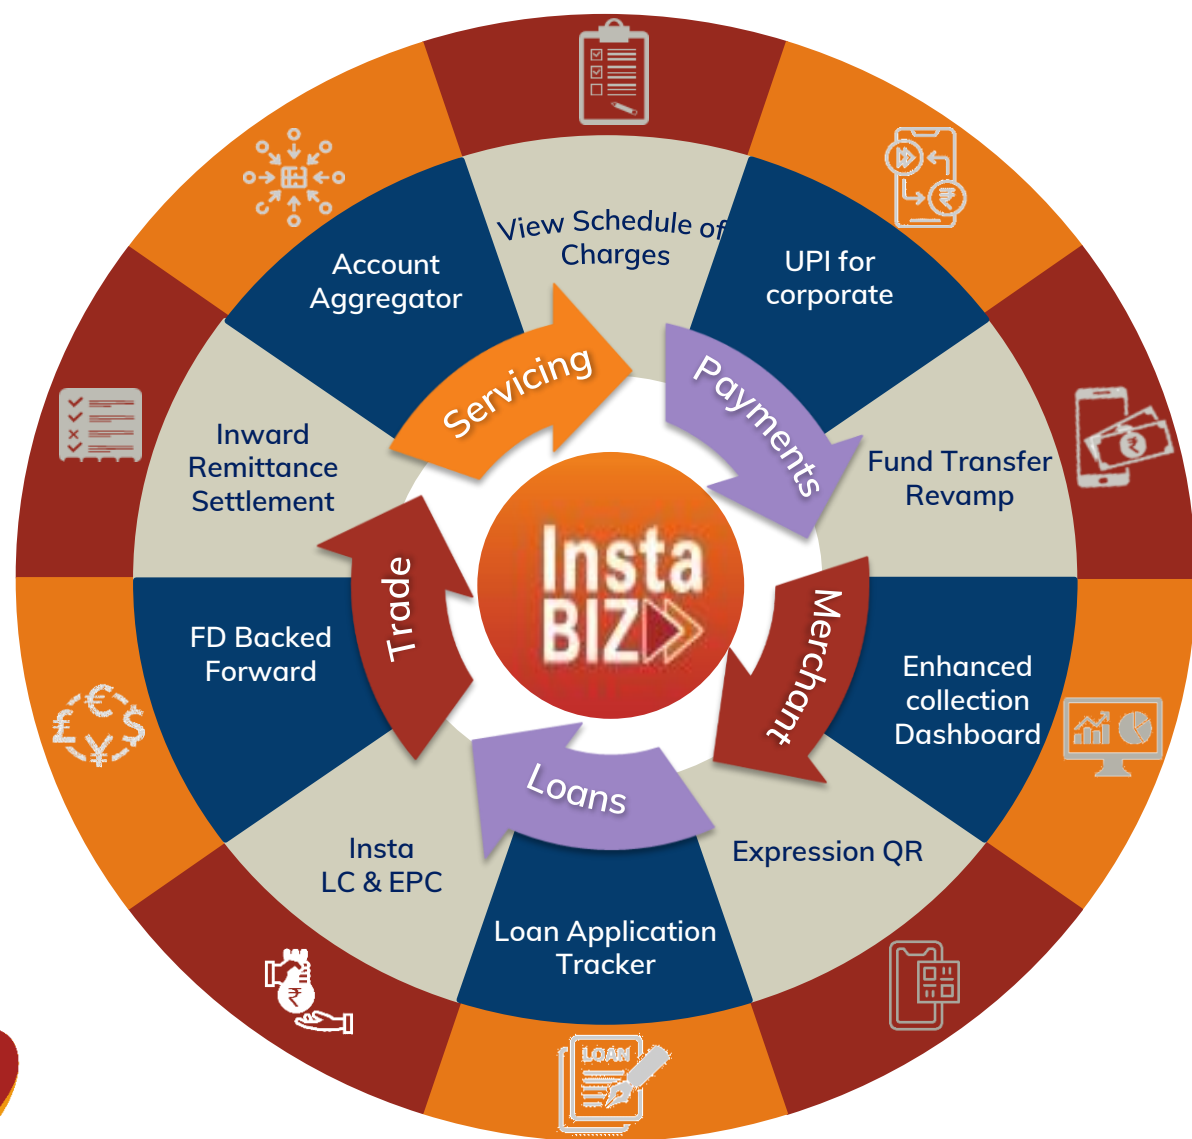 View Schedule of
Charges
UPI for
corporate
Fund Transfer
Revamp
Enhanced
collection
Dashboard
Expression QR
Loan Application
Tracker
Insta
LC & EPC
FD Backed
Forward
Inward
Remittance
Settlement
Account
Aggregator
Servicing
Payments
Merchant
Loans
Trade
Insta
BIZ
LOAN
₹
₹
₹
£
€
$
¥